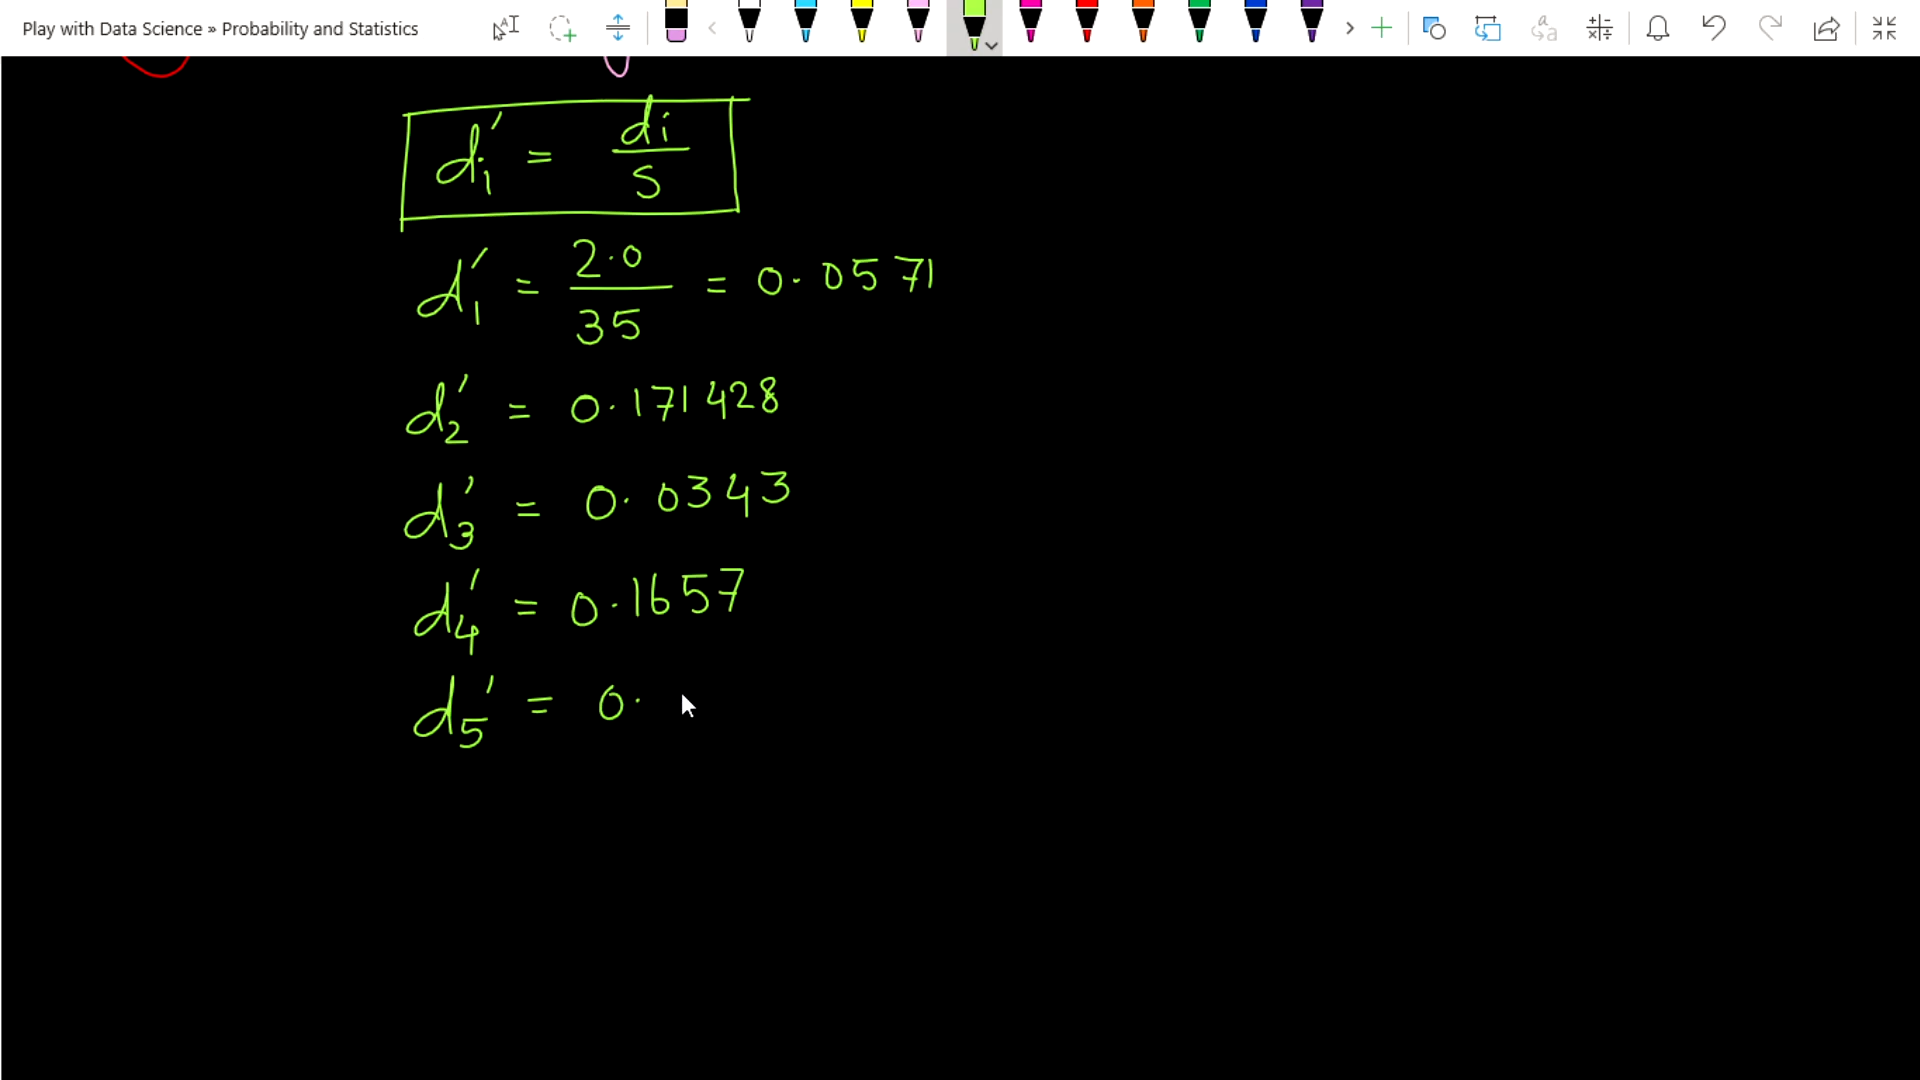 Play with Data Science » Probability and Statistics
di' = di / s
d1' = 2.0 / 35 = 0.0571
d2' = 0.171428
d3' = 0.0343
d4' = 0.1657
d5' = 0.